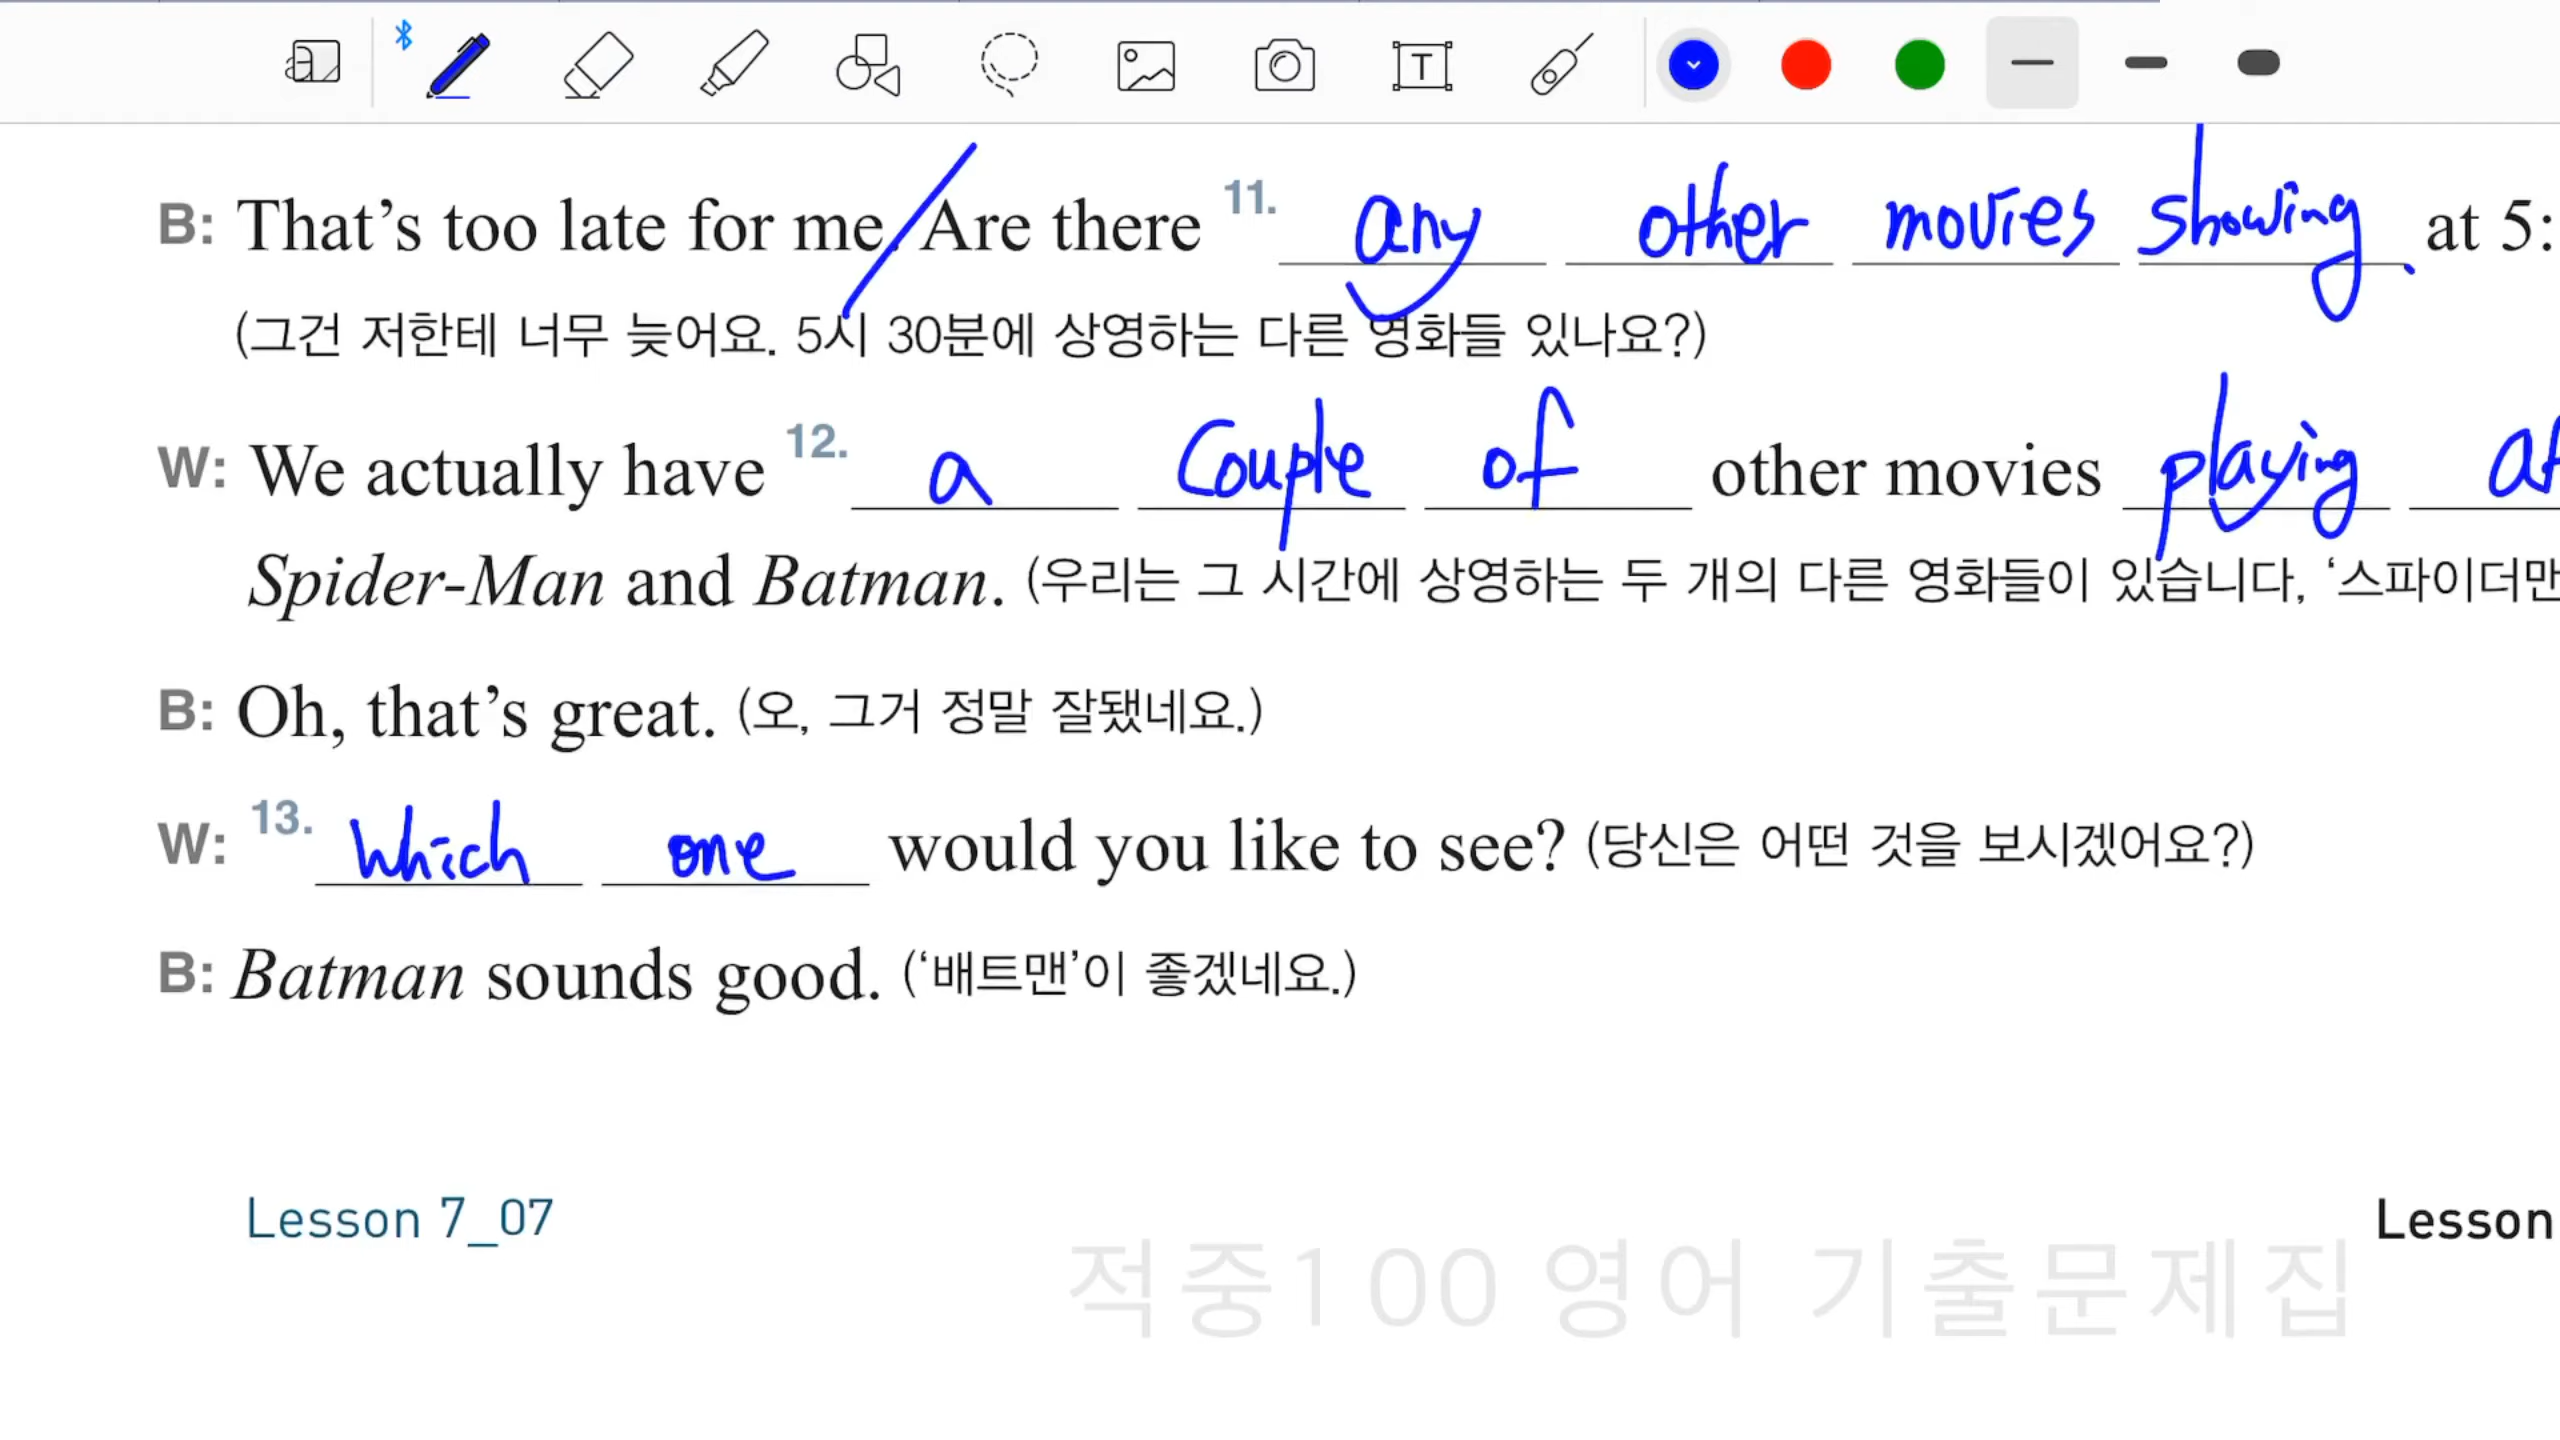 B: That's too late for me. Are there 11. any other movies showing at 5:
(그건 저한테 너무 늦어요. 5시 30분에 상영하는 다른 영화들 있나요?)
W: We actually have 12. a couple of other movies playing
Spider-Man and Batman. (우리는 그 시간에 상영하는 두 개의 다른 영화들이 있습니다, ‘스파이더맨
B: Oh, that's great. (오, 그거 정말 잘됐네요.)
W: 13. Which one would you like to see? (당신은 어떤 것을 보시겠어요?)
B: Batman sounds good. (‘배트맨’이 좋겠네요.)
Lesson 7_07
Lesson
적중100 영어 기출문제집